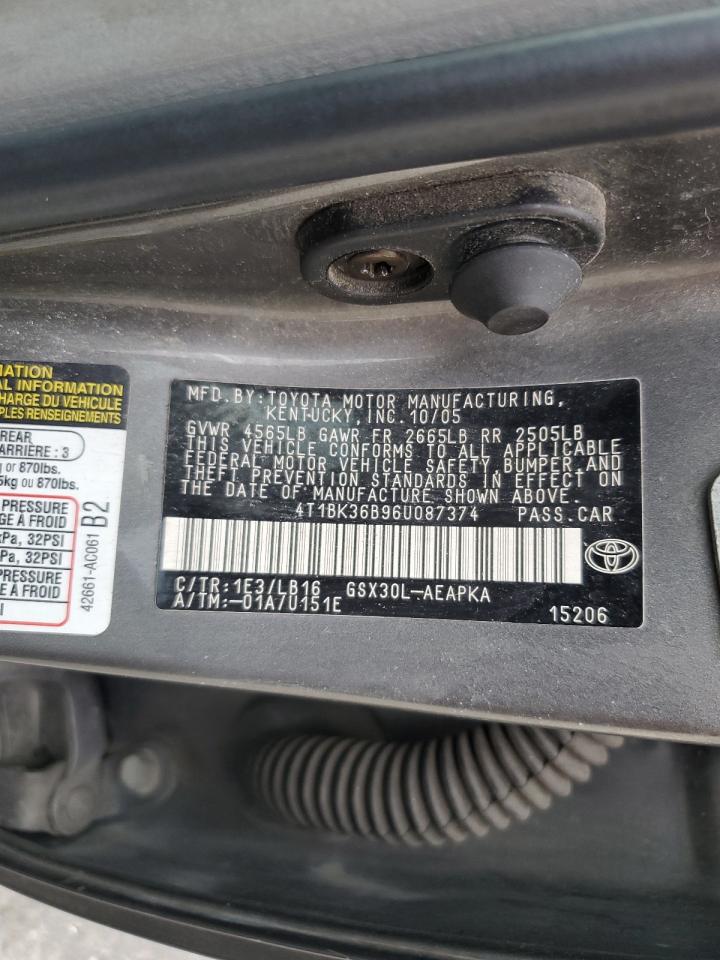 MATION
AL INFORMATION
HARGE DU VEHICULE
PLES RENSEIGNEMENTS
REAR
ARRIERE : 3
g or 870lbs.
5kg ou 870lbs.
PRESSURE
GE À FROID
kPa, 32PSI
Pa, 32PSI
PRESSURE
À FROID
42661-AC061 B2
MFD. BY: TOYOTA MOTOR MANUFACTURING,
KENTUCKY, INC. 10/05
GVWR 4565LB GAWR FR 2665LB RR 2505LB
THIS VEHICLE CONFORMS TO ALL APPLICABLE
FEDERAL MOTOR VEHICLE SAFETY, BUMPER, AND
THEFT PREVENTION STANDARDS IN EFFECT ON
THE DATE OF MANUFACTURE SHOWN ABOVE.
4T1BK36B96U087374 PASS. CAR
C/TR: 1E3/LB16 GSX30L-AEAPKA
A/TM: -01A/U151E 15206